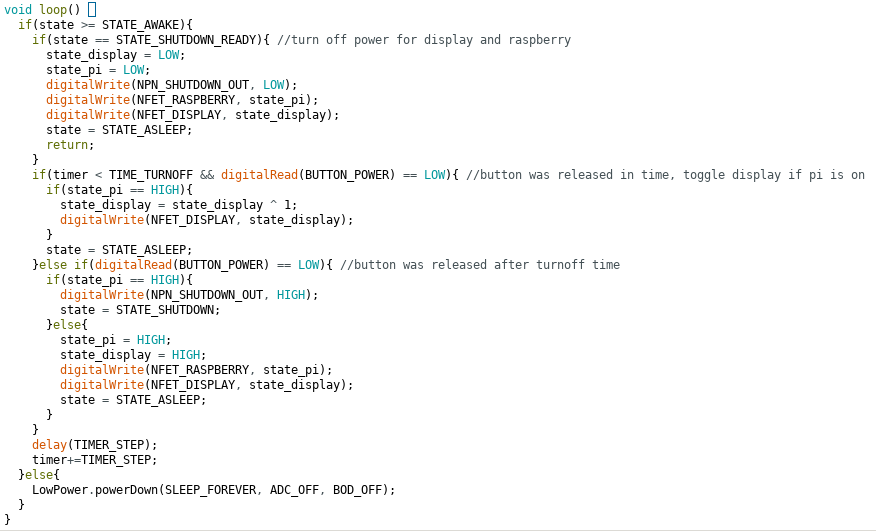 void loop() {
  if(state >= STATE_AWAKE){
    if(state == STATE_SHUTDOWN_READY){ //turn off power for display and raspberry
      state_display = LOW;
      state_pi = LOW;
      digitalWrite(NPN_SHUTDOWN_OUT, LOW);
      digitalWrite(NFET_RASPBERRY, state_pi);
      digitalWrite(NFET_DISPLAY, state_display);
      state = STATE_ASLEEP;
      return;
    }
    if(timer < TIME_TURNOFF && digitalRead(BUTTON_POWER) == LOW){ //button was released in time, toggle display if pi is on
      if(state_pi == HIGH){
        state_display = state_display ^ 1;
        digitalWrite(NFET_DISPLAY, state_display);
      }
      state = STATE_ASLEEP;
    }else if(digitalRead(BUTTON_POWER) == LOW){ //button was released after turnoff time
      if(state_pi == HIGH){
        digitalWrite(NPN_SHUTDOWN_OUT, HIGH);
        state = STATE_SHUTDOWN;
      }else{
        state_pi = HIGH;
        state_display = HIGH;
        digitalWrite(NFET_RASPBERRY, state_pi);
        digitalWrite(NFET_DISPLAY, state_display);
        state = STATE_ASLEEP;
      }
    }
    delay(TIMER_STEP);
    timer+=TIMER_STEP;
  }else{
    LowPower.powerDown(SLEEP_FOREVER, ADC_OFF, BOD_OFF);
  }
}